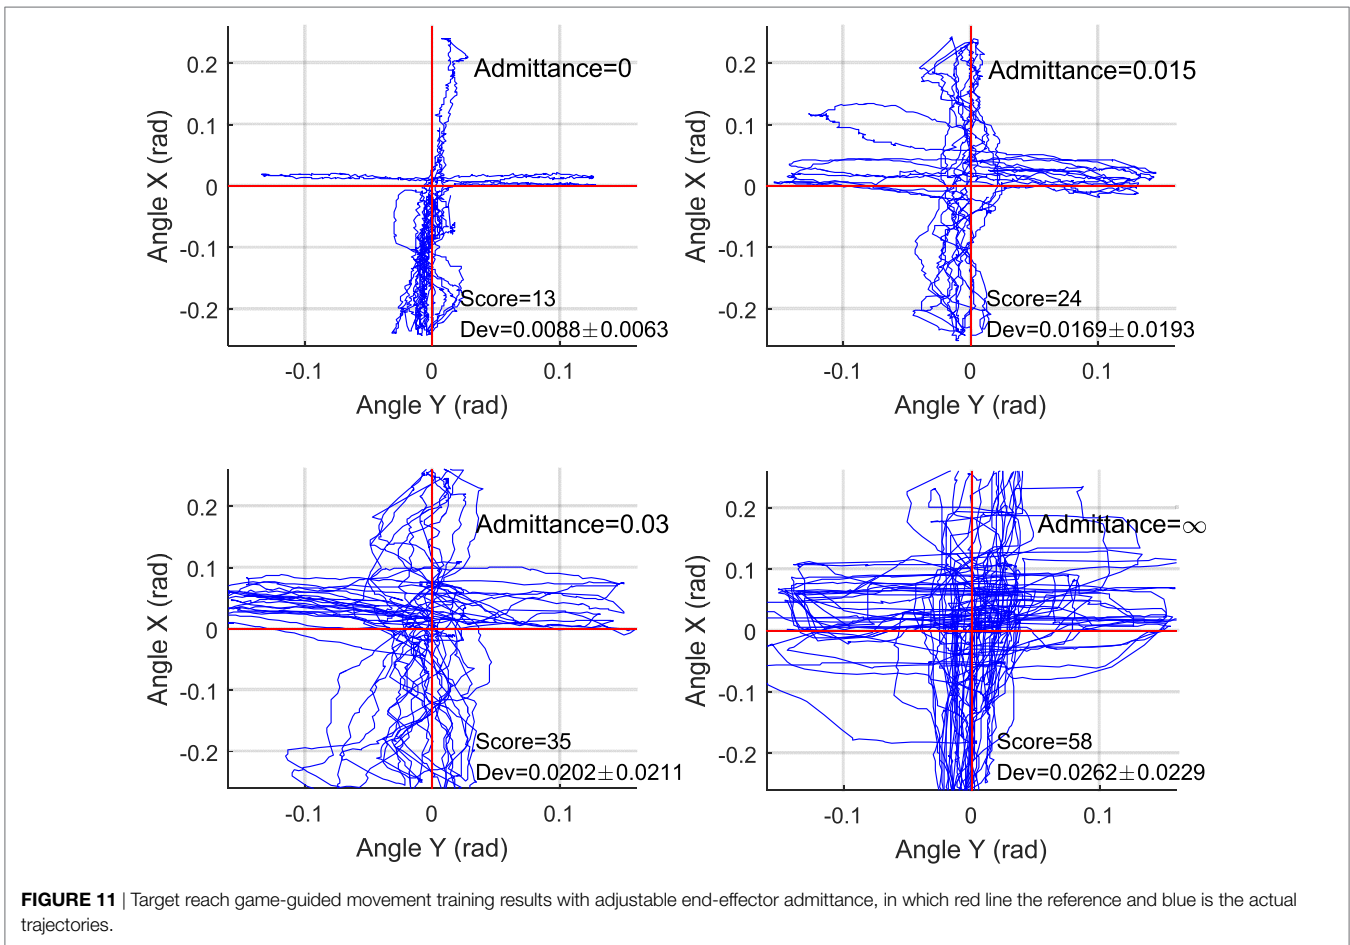 0.2
0.1
0
-0.1
-0.2
Angle X (rad)
Admittance=0
Score=13
Dev=0.0088±0.0063
-0.1
0
0.1
Angle Y (rad)
0.2
0.1
0
-0.1
-0.2
Angle X (rad)
Admittance=0.015
Score=24
Dev=0.0169±0.0193
-0.1
0
0.1
Angle Y (rad)
0.2
0.1
0
-0.1
-0.2
Angle X (rad)
Admittance=0.03
Score=35
Dev=0.0202±0.0211
-0.1
0
0.1
Angle Y (rad)
0.2
0.1
0
-0.1
-0.2
Angle X (rad)
Admittance=∞
Score=58
Dev=0.0262±0.0229
-0.1
0
0.1
Angle Y (rad)
FIGURE 11 | Target reach game-guided movement training results with adjustable end-effector admittance, in which red line the reference and blue is the actual
trajectories.